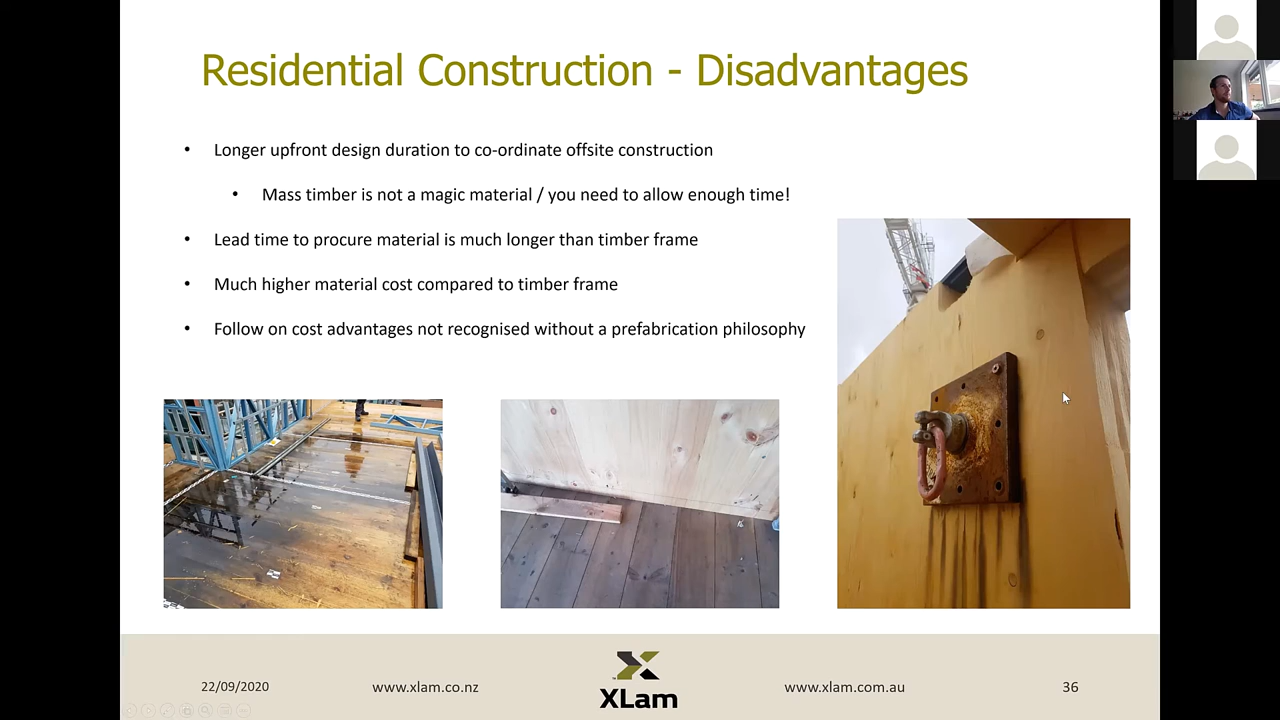 Residential Construction - Disadvantages
• Longer upfront design duration to co-ordinate offsite construction
• Mass timber is not a magic material / you need to allow enough time!
• Lead time to procure material is much longer than timber frame
• Much higher material cost compared to timber frame
• Follow on cost advantages not recognised without a prefabrication philosophy
22/09/2020
www.xlam.co.nz
XLam
www.xlam.com.au
36